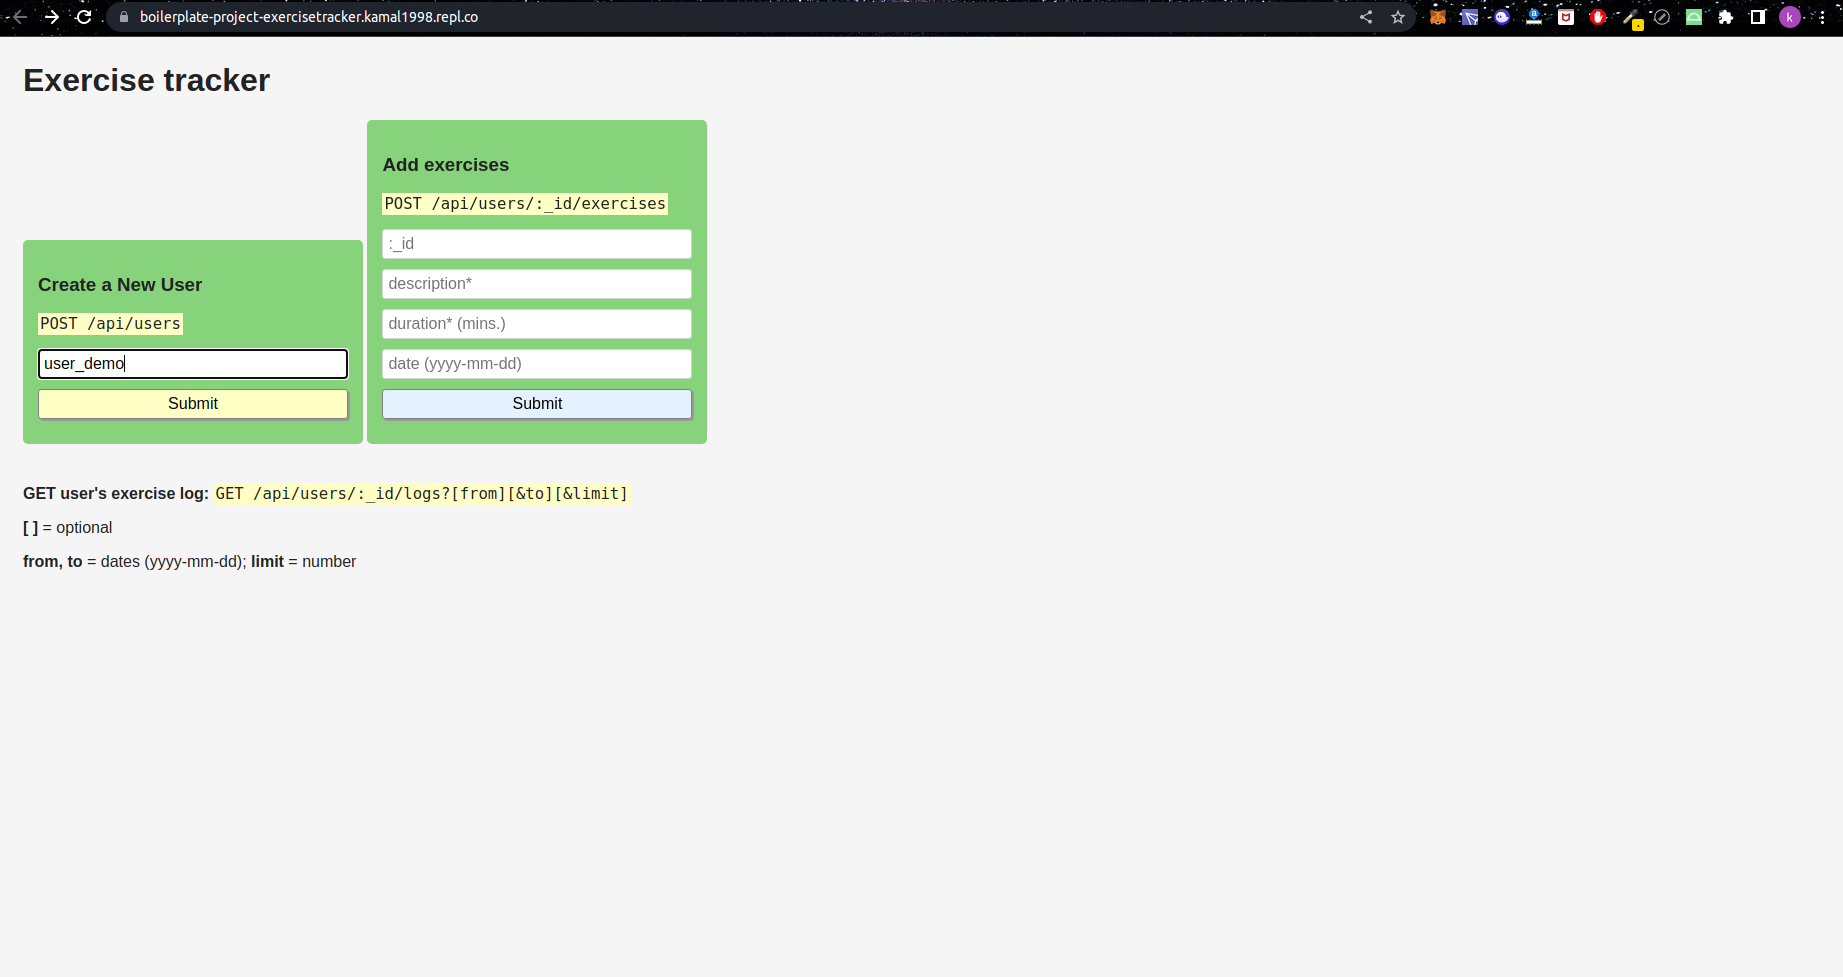 boilerplate-project-exercisetracker.kamal1998.repl.co
k
Exercise tracker
Create a New User
POST /api/users
user_demo
Submit
Add exercises
POST /api/users/:_id/exercises
:_id
description*
duration* (mins.)
date (yyyy-mm-dd)
Submit
GET user's exercise log: GET /api/users/:_id/logs?[from][&to][&limit]
[ ] = optional
from, to = dates (yyyy-mm-dd); limit = number